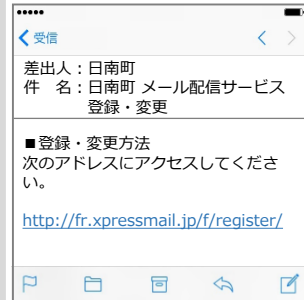 受信
差出人：日南町
件　名：日南町 メール配信サービス
登録・変更
■登録・変更方法
次のアドレスにアクセスしてくださ
い。
http://fr.xpressmail.jp/f/register/